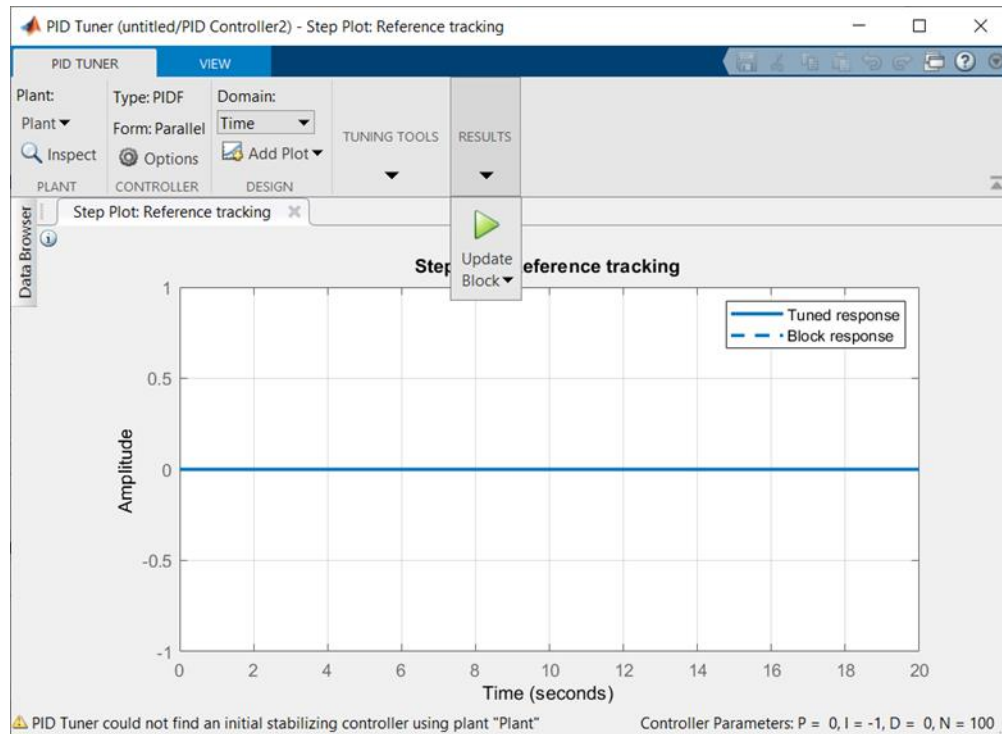 PID Tuner (untitled/PID Controller2) - Step Plot: Reference tracking
PID TUNER
VIEW
Plant:
Type: PIDF
Domain:
Plant
Form: Parallel
Time
Inspect
Options
Add Plot
TUNING TOOLS
RESULTS
PLANT
CONTROLLER
DESIGN
Data Browser
Step Plot: Reference tracking
Update
Block
Step eference tracking
Tuned response
Block response
1
0.5
0
-0.5
-1
Amplitude
0 2 4 6 8 10 12 14 16 18 20
Time (seconds)
PID Tuner could not find an initial stabilizing controller using plant "Plant"
Controller Parameters: P = 0, I = -1, D = 0, N = 100